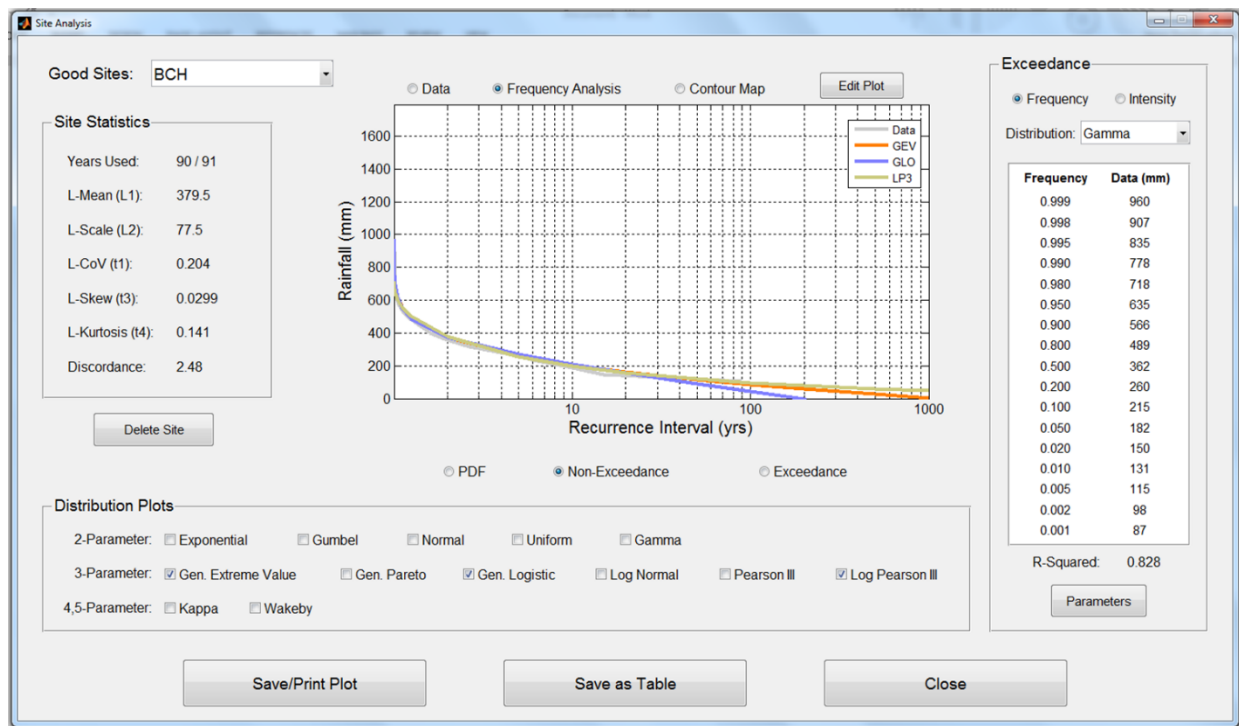 Site Analysis
Good Sites: BCH
Data Frequency Analysis Contour Map Edit Plot
Site Statistics
Years Used: 90 / 91
L-Mean (L1): 379.5
L-Scale (L2): 77.5
L-CoV (t1): 0.204
L-Skew (t3): 0.0299
L-Kurtosis (t4): 0.141
Discordance: 2.48
Delete Site
Rainfall (mm)
1600
1400
1200
1000
800
600
400
200
0
Data
GEV
GLO
LP3
10 100 1000
Recurrence Interval (yrs)
PDF Non-Exceedance Exceedance
Distribution Plots
2-Parameter: Exponential Gumbel Normal Uniform Gamma
3-Parameter: Gen. Extreme Value Gen. Pareto Gen. Logistic Log Normal Pearson III Log Pearson III
4,5-Parameter: Kappa Wakeby
Exceedance
Frequency Intensity
Distribution: Gamma
Frequency Data (mm)
0.999 960
0.998 907
0.995 835
0.990 778
0.980 718
0.950 635
0.900 566
0.800 489
0.500 362
0.200 260
0.100 215
0.050 182
0.020 150
0.010 131
0.005 115
0.002 98
0.001 87
R-Squared: 0.828
Parameters
Save/Print Plot Save as Table Close